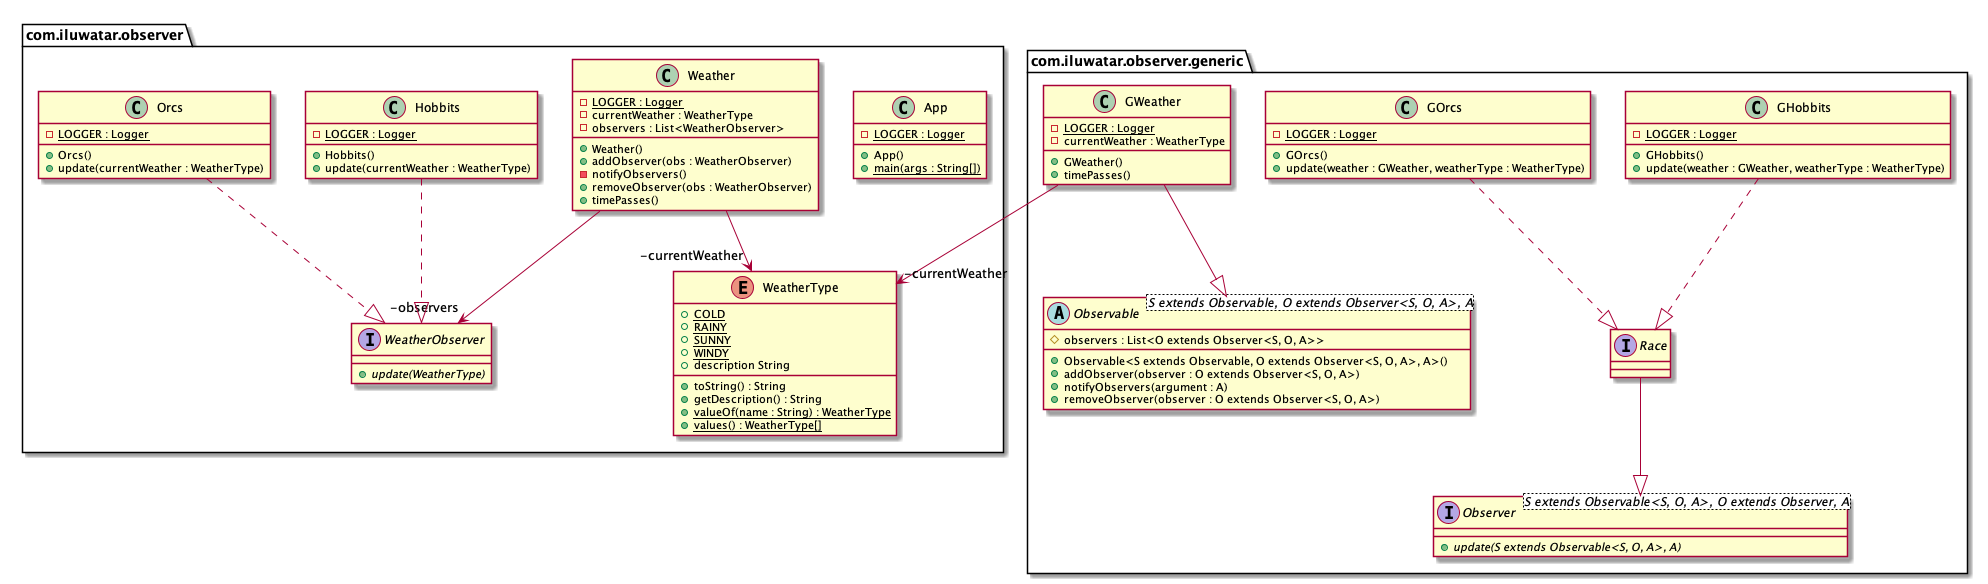 com.iluwatar.observer
C Orcs
LOGGER : Logger
Orcs()
update(currentWeather : WeatherType)
C Hobbits
LOGGER : Logger
Hobbits()
update(currentWeather : WeatherType)
C Weather
LOGGER : Logger
currentWeather : WeatherType
observers : List<WeatherObserver>
Weather()
addObserver(obs : WeatherObserver)
notifyObservers()
removeObserver(obs : WeatherObserver)
timePasses()
C App
LOGGER : Logger
App()
main(args : String[])
-currentWeather
-observers
I WeatherObserver
update(WeatherType)
E WeatherType
COLD
RAINY
SUNNY
WINDY
description String
toString() : String
getDescription() : String
valueOf(name : String) : WeatherType
values() : WeatherType[]
-currentWeather
com.iluwatar.observer.generic
C GWeather
LOGGER : Logger
currentWeather : WeatherType
GWeather()
timePasses()
C GOrcs
LOGGER : Logger
GOrcs()
update(weather : GWeather, weatherType : WeatherType)
C GHobbits
LOGGER : Logger
GHobbits()
update(weather : GWeather, weatherType : WeatherType)
S extends Observable, O extends Observer<S, O, A>, A
A Observable
observers : List<O extends Observer<S, O, A>>
Observable<S extends Observable, O extends Observer<S, O, A>, A>()
addObserver(observer : O extends Observer<S, O, A>)
notifyObservers(argument : A)
removeObserver(observer : O extends Observer<S, O, A>)
I Race
S extends Observable<S, O, A>, O extends Observer, A
I Observer
update(S extends Observable<S, O, A>, A)